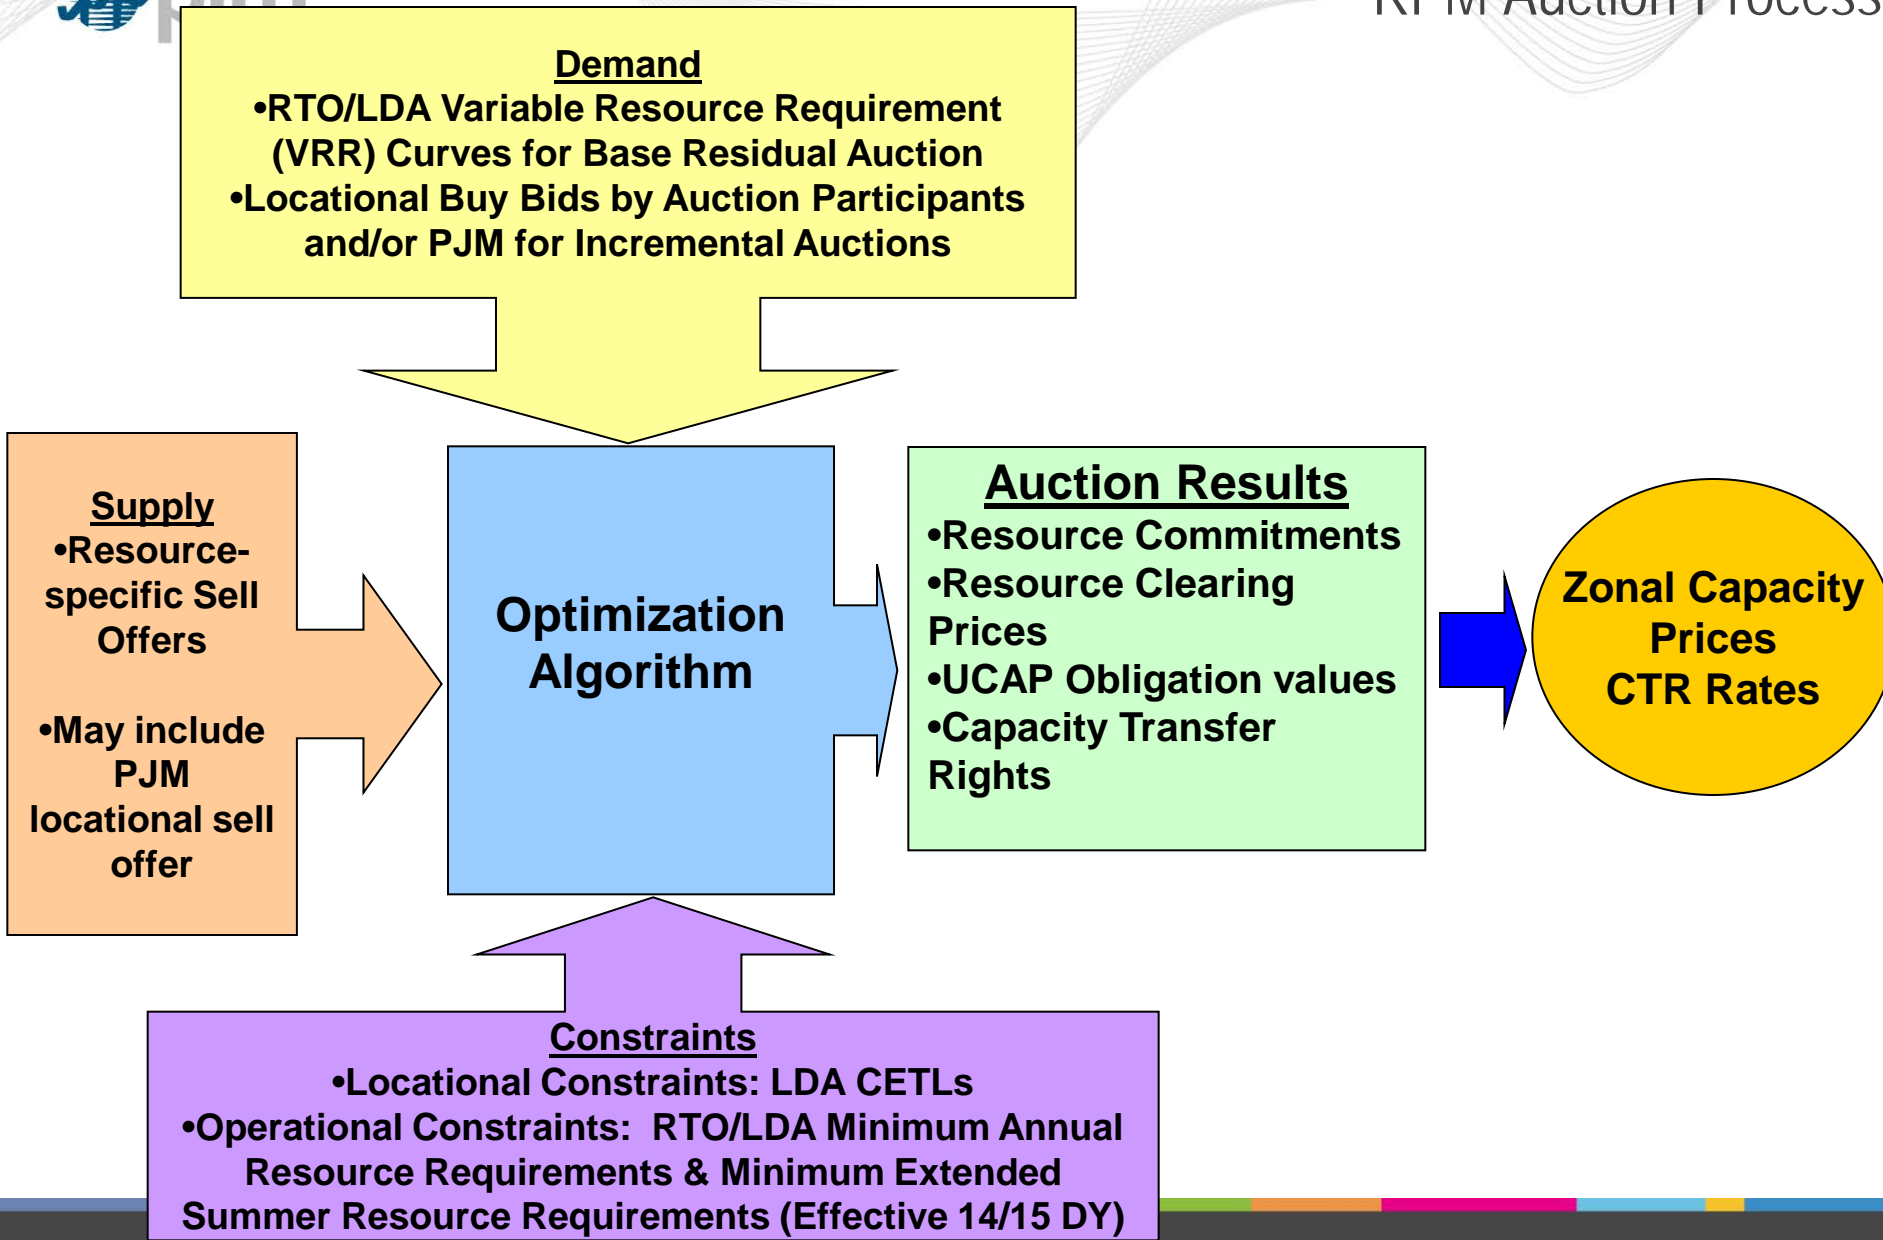 RPM Auction Process
Demand
•RTO/LDA Variable Resource Requirement
(VRR) Curves for Base Residual Auction
•Locational Buy Bids by Auction Participants
and/or PJM for Incremental Auctions
Supply
•Resource-
specific Sell
Offers
•May include
PJM
locational sell
offer
Optimization
Algorithm
Auction Results
•Resource Commitments
•Resource Clearing
Prices
•UCAP Obligation values
•Capacity Transfer
Rights
Zonal Capacity
Prices
CTR Rates
Constraints
•Locational Constraints: LDA CETLs
•Operational Constraints: RTO/LDA Minimum Annual
Resource Requirements & Minimum Extended
Summer Resource Requirements (Effective 14/15 DY)